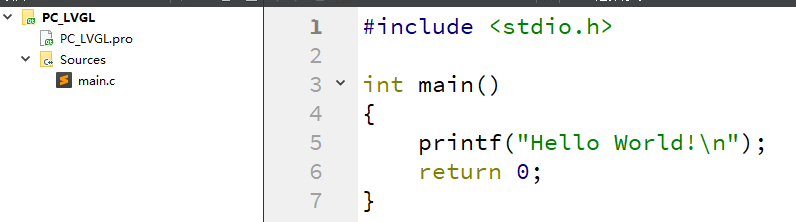 PC_LVGL
PC_LVGL.pro
Sources
main.c
1 #include <stdio.h>
2
3 int main()
4 {
5     printf("Hello World!\n");
6     return 0;
7 }